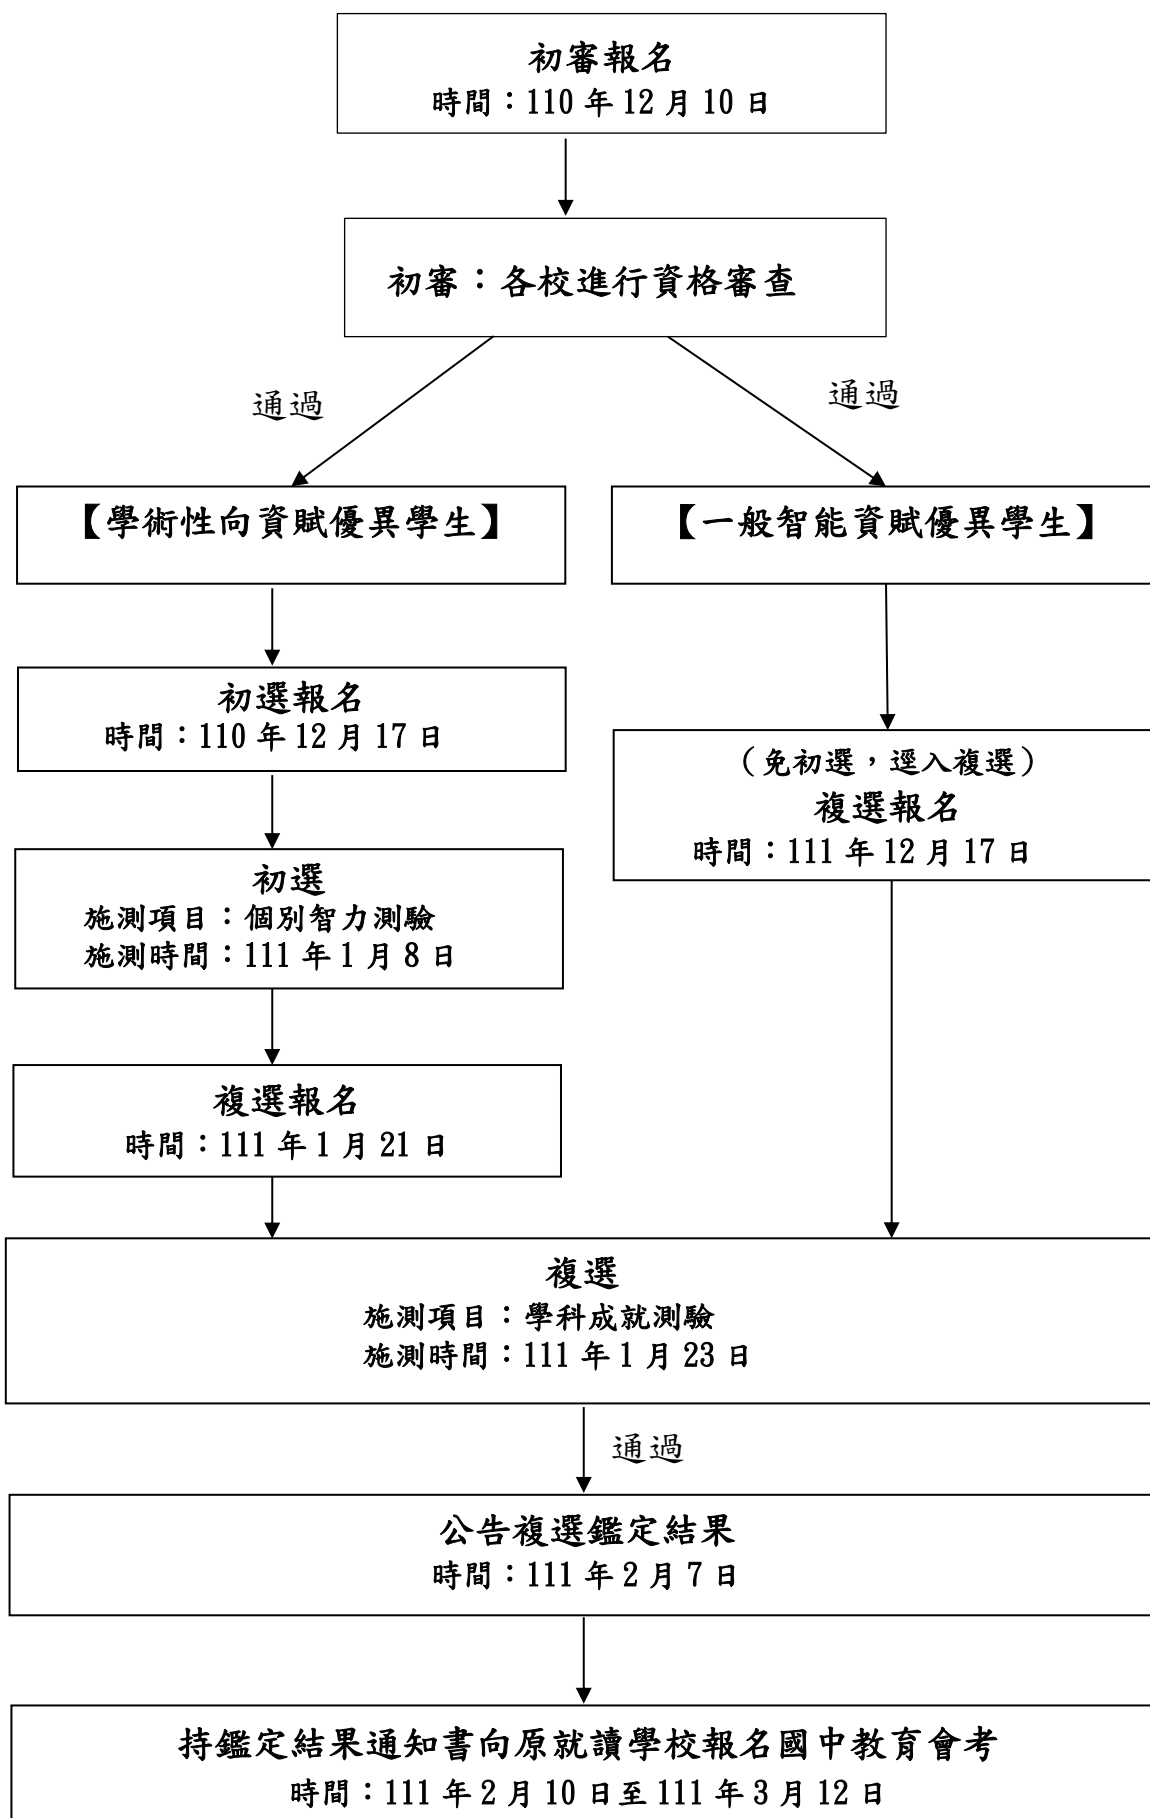 初審報名
時間：110 年 12 月 10 日
初審：各校進行資格審查
通過
通過
【學術性向資賦優異學生】
【一般智能資賦優異學生】
初選報名
時間：110 年 12 月 17 日
（免初選，逕入複選）
複選報名
時間：111 年 12 月 17 日
初選
施測項目：個別智力測驗
施測時間：111 年 1 月 8 日
複選報名
時間：111 年 1 月 21 日
複選
施測項目：學科成就測驗
施測時間：111 年 1 月 23 日
通過
公告複選鑑定結果
時間：111 年 2 月 7 日
持鑑定結果通知書向原就讀學校報名國中教育會考
時間：111 年 2 月 10 日至 111 年 3 月 12 日